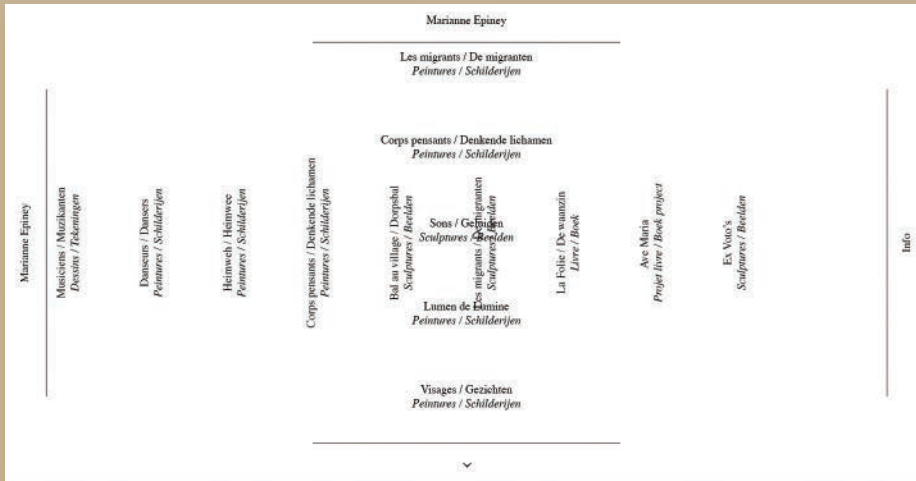 Marianne Epiney
Les migrants / De migranten
Peintures / Schilderijen
Corps pensants / Denkende lichamen
Peintures / Schilderijen
Sons / Geluiden
Sculptures / Beelden
Lumen de Lumine
Peintures / Schilderijen
Visages / Gezichten
Peintures / Schilderijen
Marianne Epiney
Musiciens / Muzikanten
Dessins / Tekeningen
Danseurs / Dansers
Peintures / Schilderijen
Heimweh / Heimwee
Peintures / Schilderijen
Corps pensants / Denkende lichamen
Peintures / Schilderijen
Bal au village / Dorpsbal
Sculptures / Beelden
Les migrants / De migranten
Sculptures / Beelden
La Folie / De waanzin
Livre / Boek
Ave Maria
Projet livre / Boek project
Ex Voto's
Sculptures / Beelden
Info